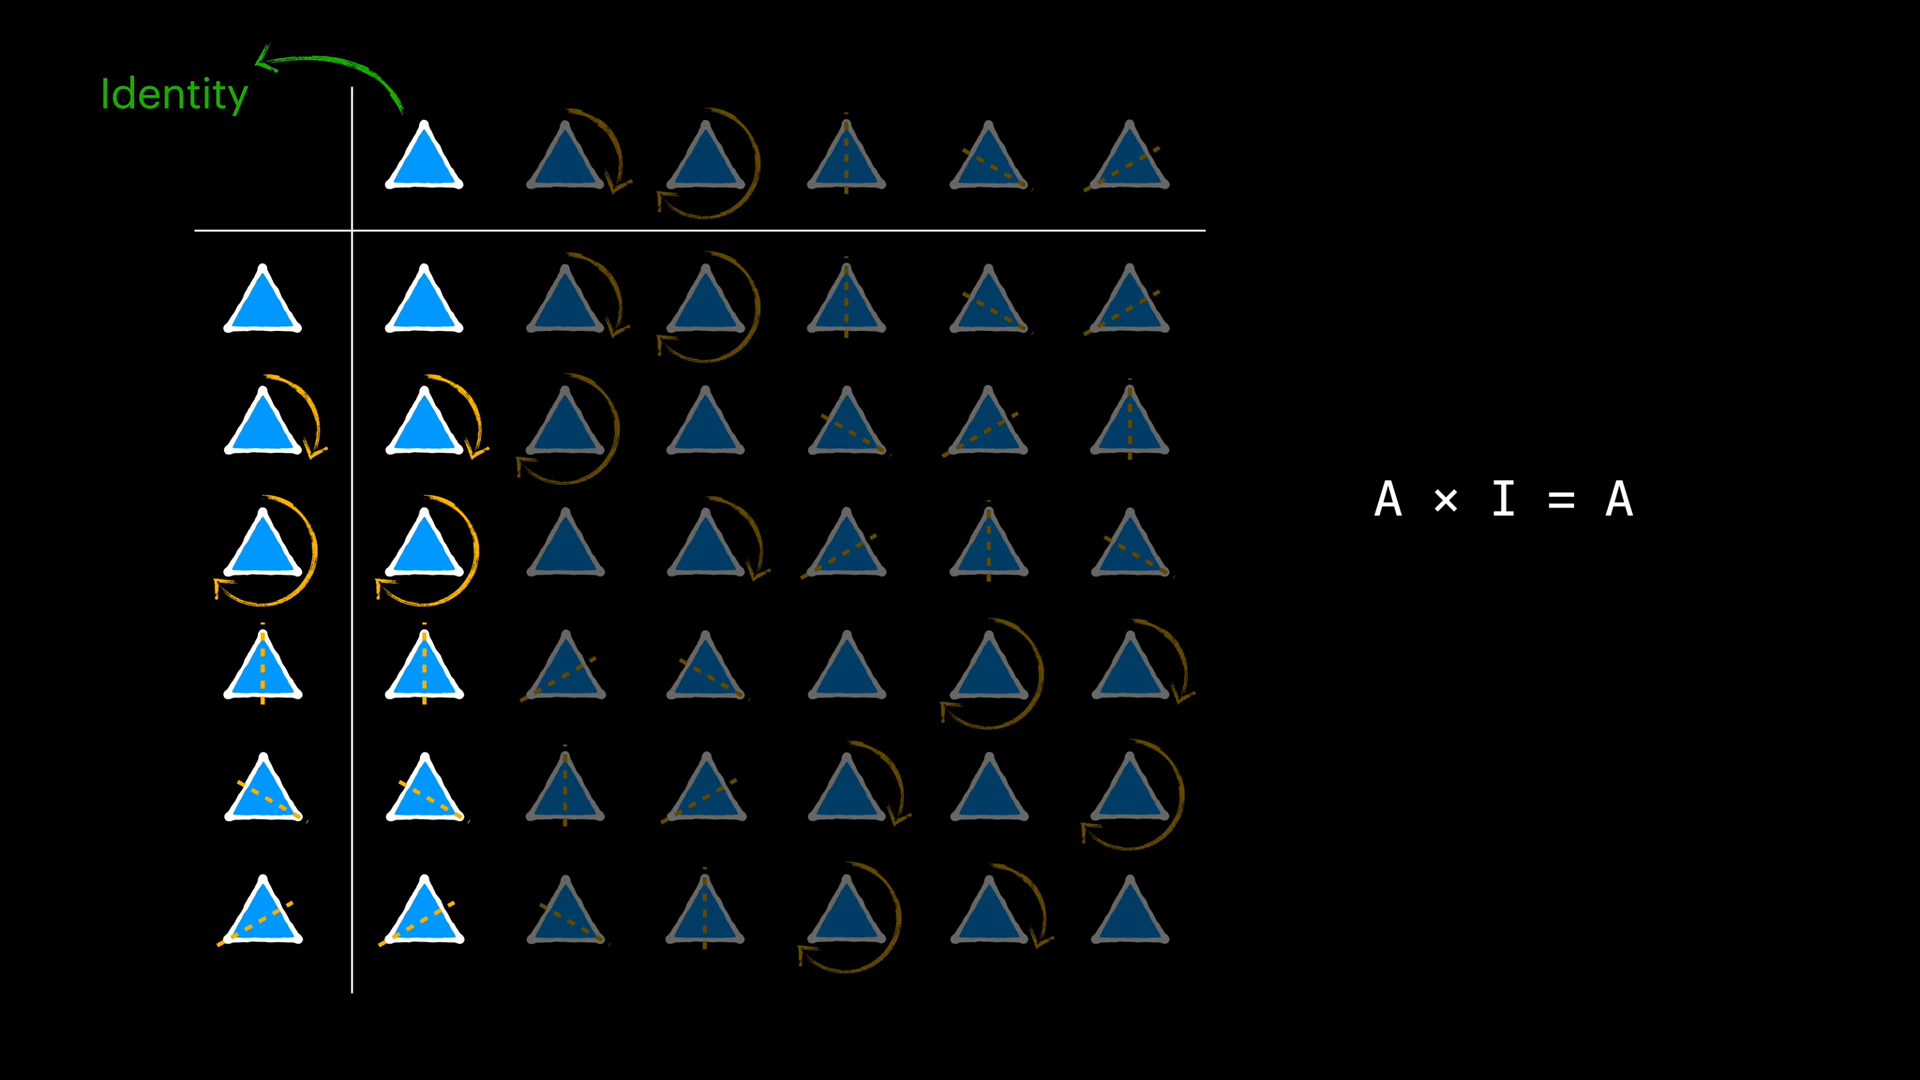 Identity
A × I = A